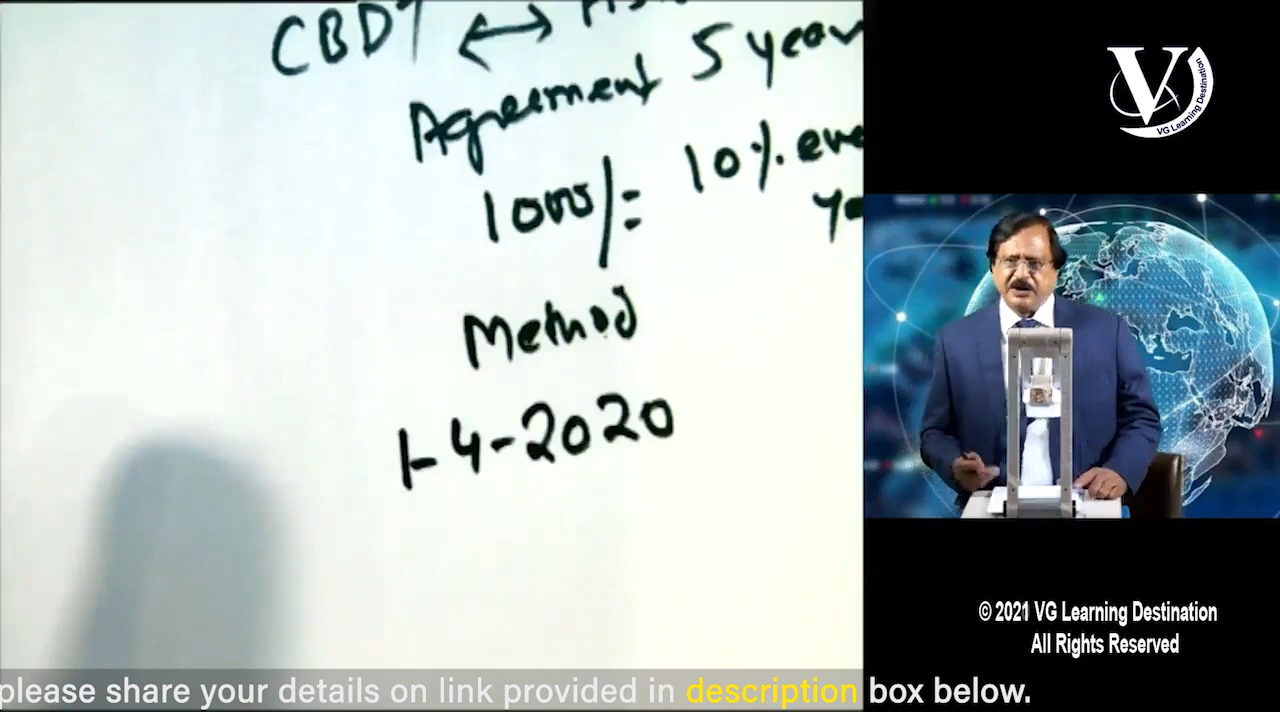 CBDT
Agreement 5 year
1000/= 10% eve
Method
1-4-2020
V
VG Learning Destination
© 2021 VG Learning Destination
All Rights Reserved
please share your details on link provided in description box below.